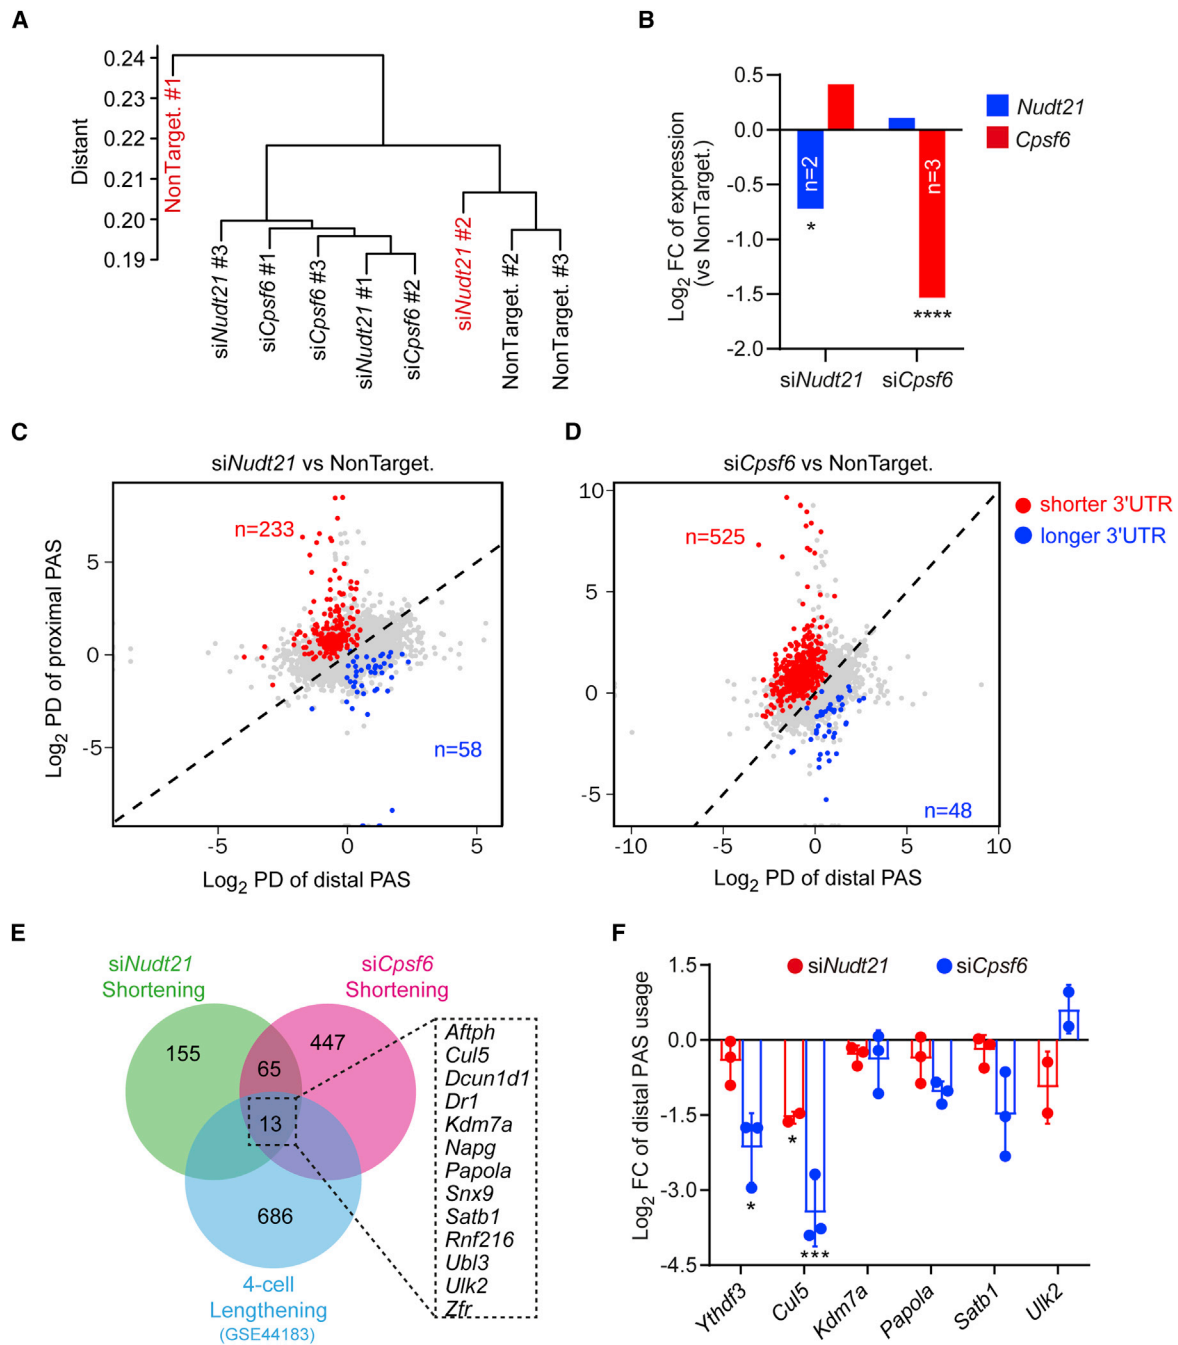 A
Distant
0.24
0.23
0.22
0.21
0.20
0.19
NonTarget. #1
siNudt21 #3
siCpsf6 #1
siCpsf6 #3
siNudt21 #1
siCpsf6 #2
siNudt21 #2
NonTarget. #2
NonTarget. #3
B
Log2 FC of expression
(vs NonTarget.)
0.5
0.0
-0.5
-1.0
-1.5
-2.0
n=2
*
n=3
****
siNudt21
siCpsf6
Nudt21
Cpsf6
C
siNudt21 vs NonTarget.
Log2 PD of proximal PAS
5
0
-5
n=233
n=58
-5
0
5
Log2 PD of distal PAS
D
siCpsf6 vs NonTarget.
10
5
0
-5
n=525
n=48
-10
-5
0
5
10
Log2 PD of distal PAS
shorter 3'UTR
longer 3'UTR
E
siNudt21
Shortening
siCpsf6
Shortening
155
65
447
13
686
4-cell
Lengthening
(GSE44183)
Aftph
Cul5
Dcun1d1
Dr1
Kdm7a
Napg
Papola
Snx9
Satb1
Rnf216
Ubl3
Ulk2
Zfr
F
siNudt21
siCpsf6
Log2 FC of distal PAS usage
1.5
0.0
-1.5
-3.0
-4.5
*
*
***
Ythdf3
Cul5
Kdm7a
Papola
Satb1
Ulk2